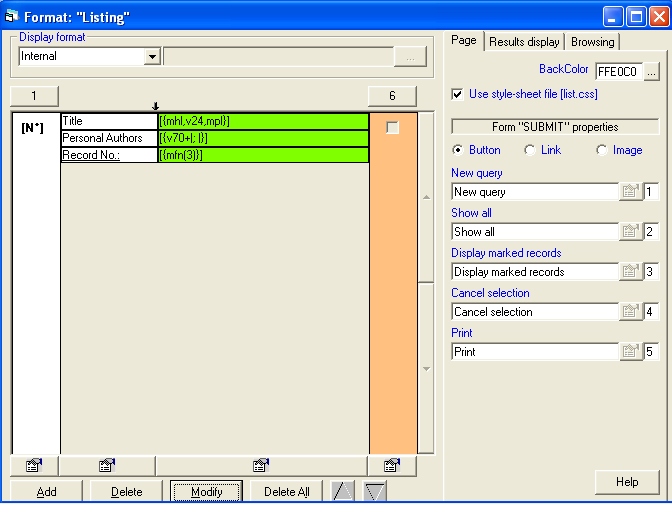 Format: "Listing"
Display format
Internal
...
1
6
[N°]
Title
[{mhl,v24,mpl}]
Personal Authors
[{v70+|; |}]
Record No.:
[{mfn(3)}]
Add
Delete
Modify
Delete All
Page
Results display
Browsing
BackColor
FFE0C0
...
Use style-sheet file [list.css]
Form "SUBMIT" properties
Button
Link
Image
New query
New query
1
Show all
Show all
2
Display marked records
Display marked records
3
Cancel selection
Cancel selection
4
Print
Print
5
Help